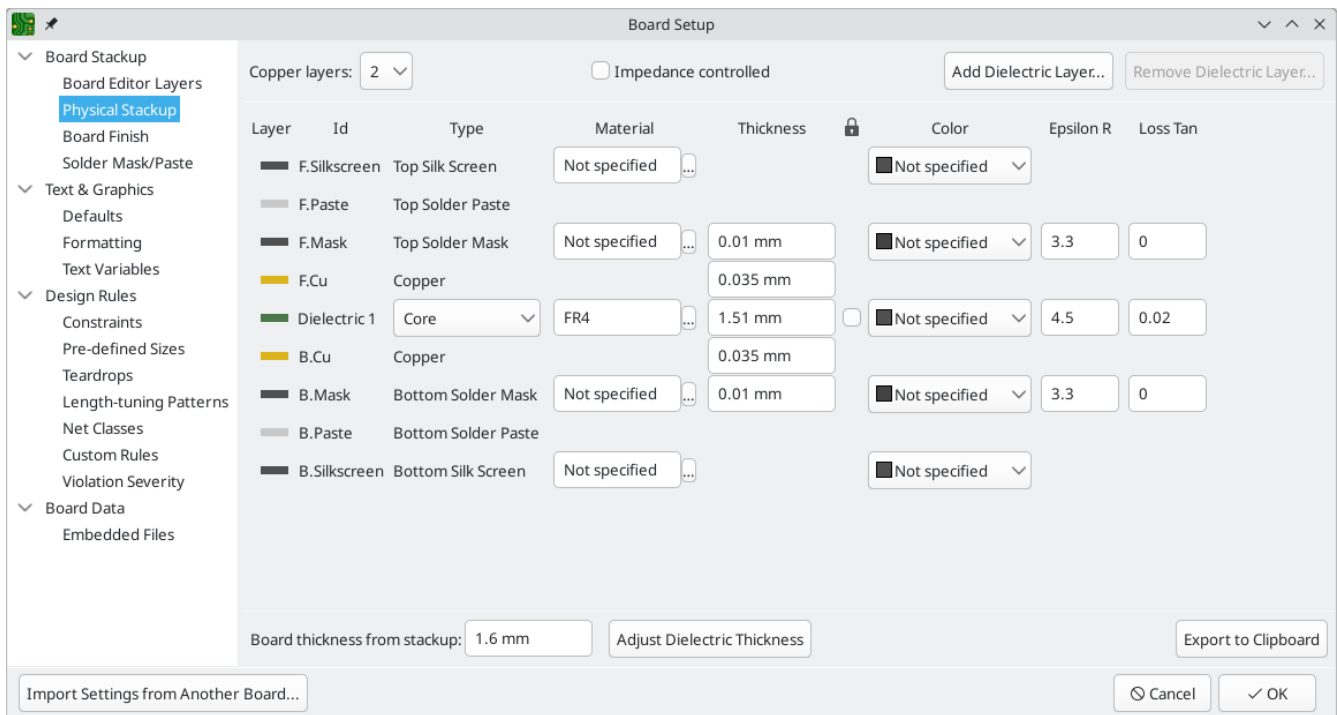 Board Setup
Board Stackup
Board Editor Layers
Physical Stackup
Board Finish
Solder Mask/Paste
Text & Graphics
Defaults
Formatting
Text Variables
Design Rules
Constraints
Pre-defined Sizes
Teardrops
Length-tuning Patterns
Net Classes
Custom Rules
Violation Severity
Board Data
Embedded Files
Copper layers: 2 Impedance controlled Add Dielectric Layer... Remove Dielectric Layer...
Layer Id Type Material Thickness Color Epsilon R Loss Tan
F.Silkscreen Top Silk Screen Not specified ... Not specified
F.Paste Top Solder Paste
F.Mask Top Solder Mask Not specified ... 0.01 mm Not specified 3.3 0
F.Cu Copper 0.035 mm
Dielectric 1 Core FR4 ... 1.51 mm Not specified 4.5 0.02
B.Cu Copper 0.035 mm
B.Mask Bottom Solder Mask Not specified ... 0.01 mm Not specified 3.3 0
B.Paste Bottom Solder Paste
B.Silkscreen Bottom Silk Screen Not specified ... Not specified
Board thickness from stackup: 1.6 mm Adjust Dielectric Thickness Export to Clipboard
Import Settings from Another Board... Cancel OK